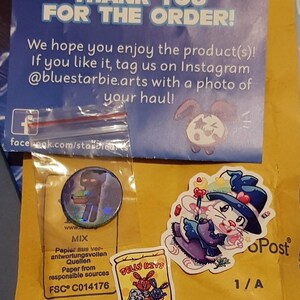 FOR THE ORDER!
We hope you enjoy the product(s)!
If you like it, tag us on Instagram
@bluestarbie.arts with a photo of
your haul!
MIX
Papier aus ver-
antwortungsvollen
Quellen
Paper from
responsible sources
FSC® C014176
Post
1/A